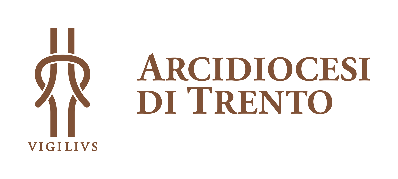 ARCIDIOCESI
DI TRENTO
VIGILIVS